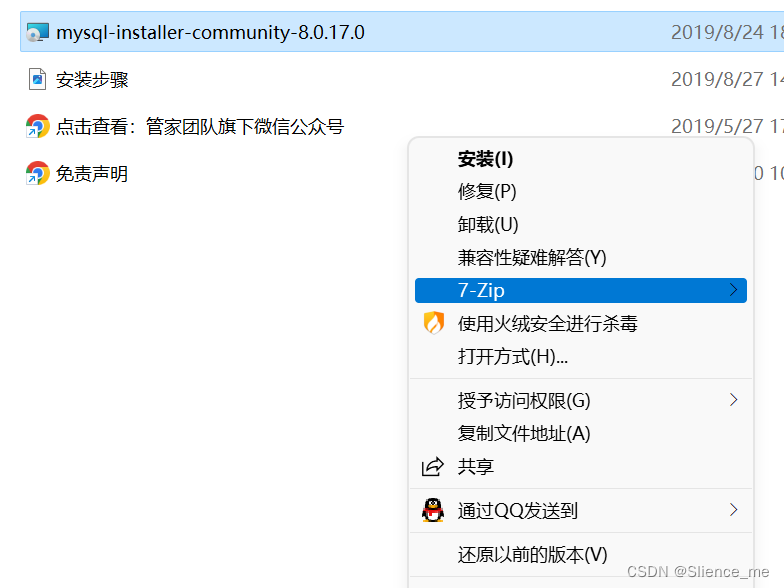 mysql-installer-community-8.0.17.0 2019/8/24 18
安装步骤 2019/8/27 14
点击查看：管家团队旗下微信公众号 2019/5/27 17
免责声明 0 10
安装(I)
修复(P)
卸载(U)
兼容性疑难解答(Y)
7-Zip
使用火绒安全进行杀毒
打开方式(H)...
授予访问权限(G)
复制文件地址(A)
共享
通过QQ发送到
还原以前的版本(V)
CSDN @Slience_me